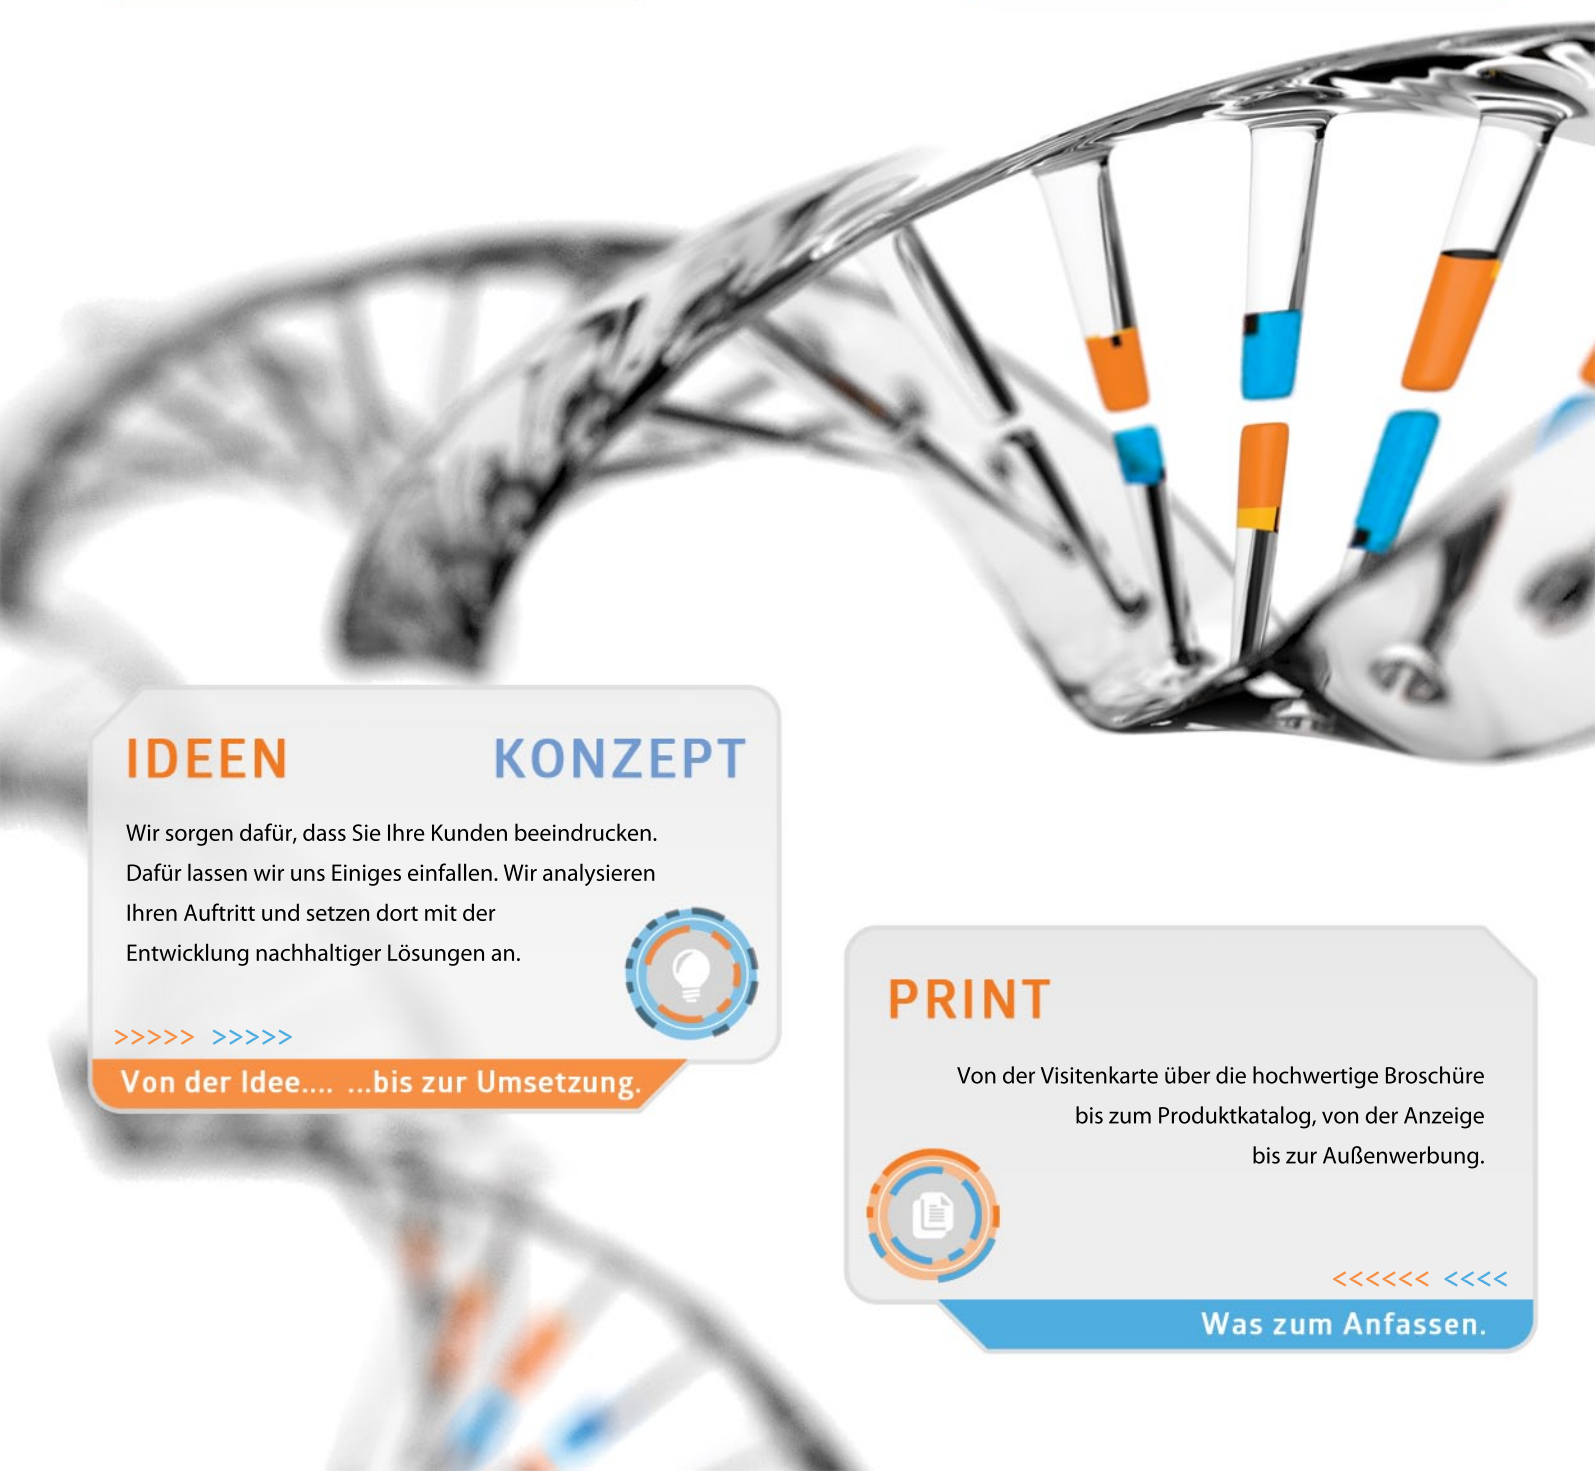 IDEEN KONZEPT
Wir sorgen dafür, dass Sie Ihre Kunden beeindrucken.
Dafür lassen wir uns Einiges einfallen. Wir analysieren
Ihren Auftritt und setzen dort mit der
Entwicklung nachhaltiger Lösungen an.
>>>>> >>>>>
Von der Idee.... ...bis zur Umsetzung.
PRINT
Von der Visitenkarte über die hochwertige Broschüre
bis zum Produktkatalog, von der Anzeige
bis zur Außenwerbung.
<<<<<< <<<<
Was zum Anfassen.